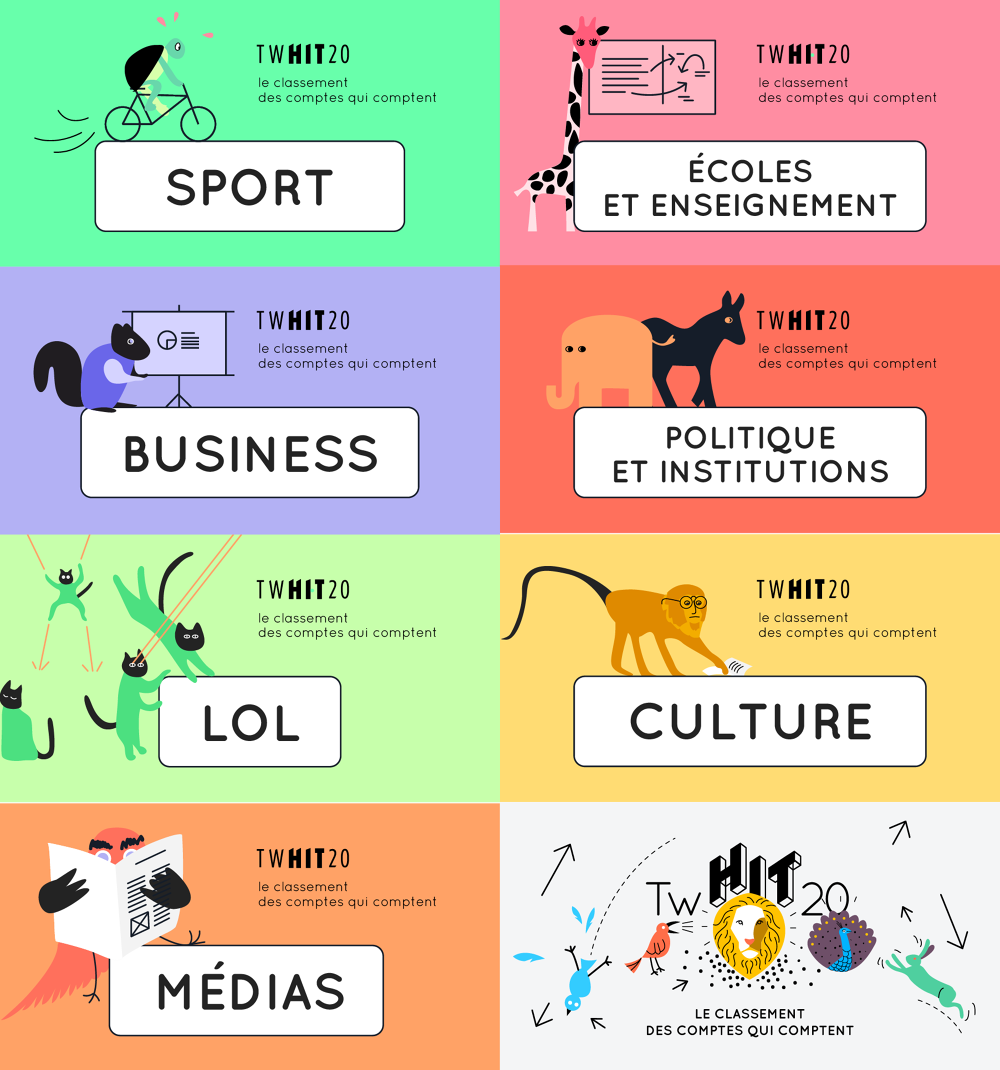 TWHIT20
le classement
des comptes qui comptent
SPORT
TWHIT20
le classement
des comptes qui comptent
ÉCOLES
ET ENSEIGNEMENT
TWHIT20
le classement
des comptes qui comptent
BUSINESS
TWHIT20
le classement
des comptes qui comptent
POLITIQUE
ET INSTITUTIONS
TWHIT20
le classement
des comptes qui comptent
LOL
TWHIT20
le classement
des comptes qui comptent
CULTURE
TWHIT20
le classement
des comptes qui comptent
MÉDIAS
TwHIT20
LE CLASSEMENT
DES COMPTES QUI COMPTENT